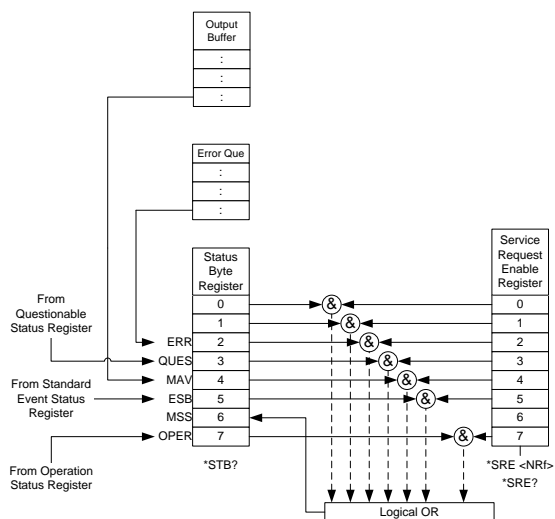 Output
Buffer
:
:
:
Error Que
:
:
:
Status
Byte
Register
Service
Request
Enable
Register
From
Questionable
Status Register
From Standard
Event Status
Register
From Operation
Status Register
0 & 0
1 & 1
ERR 2 & 2
QUES 3 & 3
MAV 4 & 4
ESB 5 & 5
MSS 6 6
OPER 7 & 7
*STB?
*SRE <NRf>
*SRE?
Logical OR